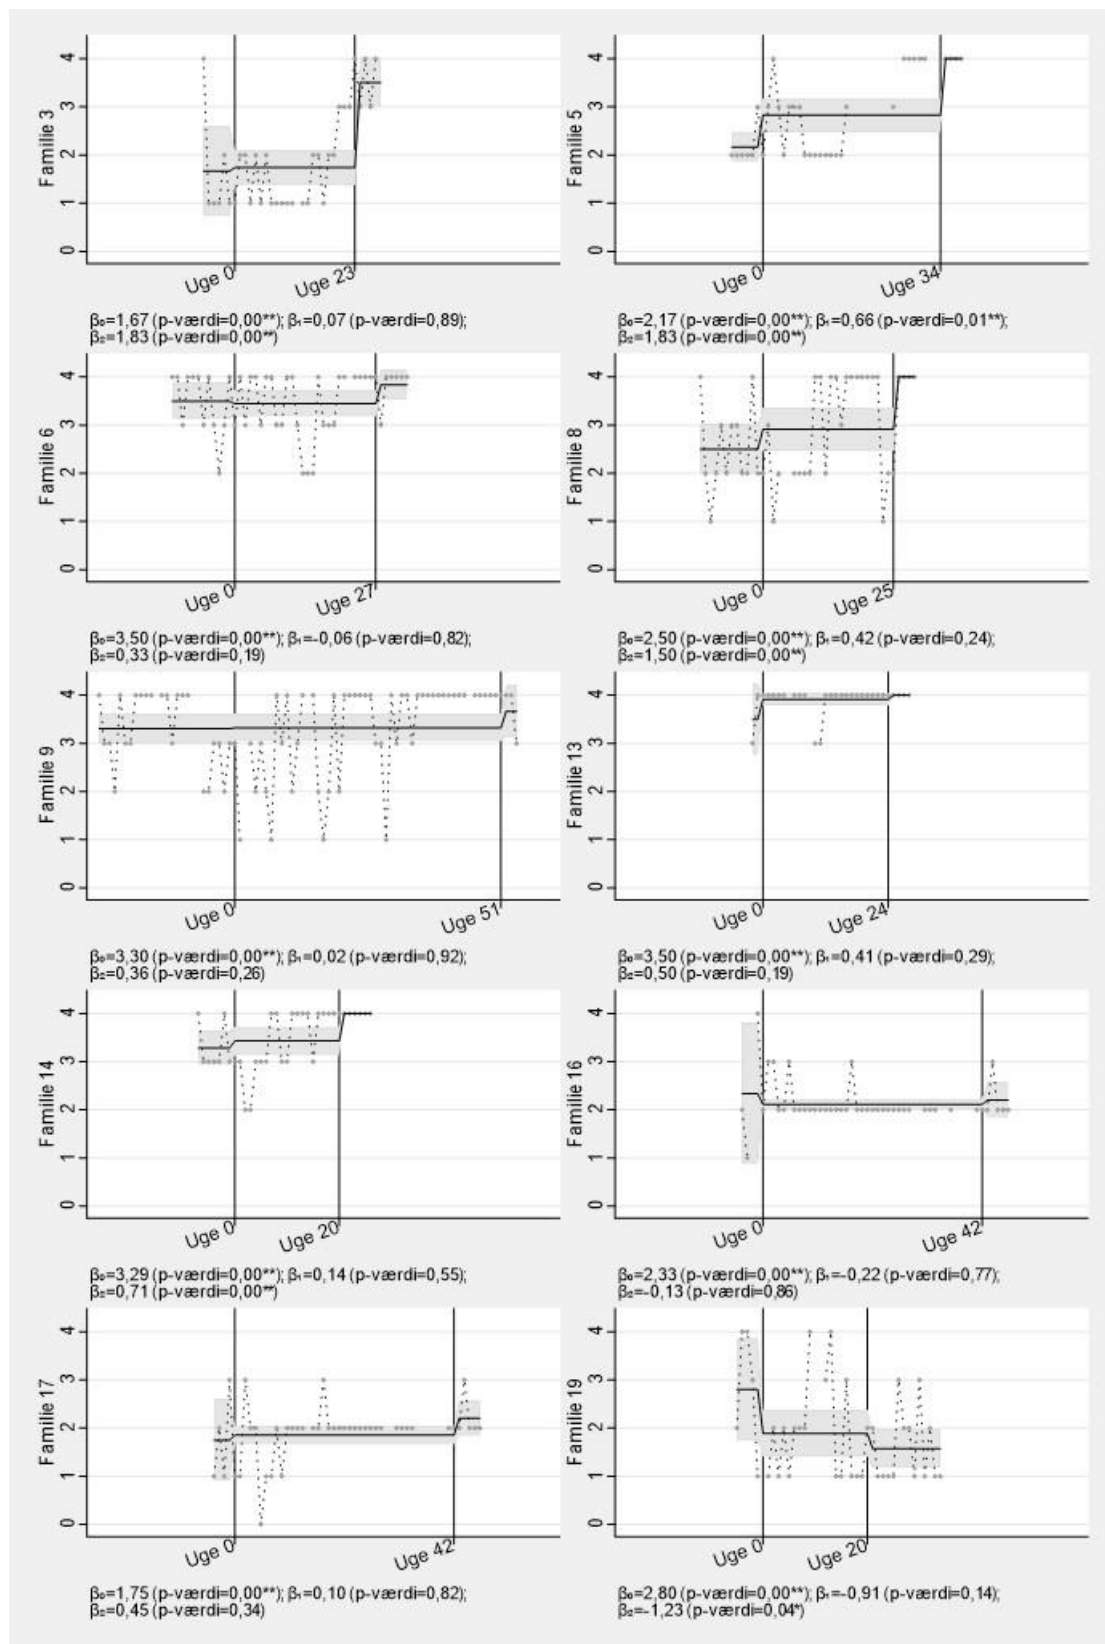 Familie 3
4
3
2
1
0
Uge 0
Uge 23
β₀=1,67 (p-værdi=0,00**); β₁=0,07 (p-værdi=0,89);
β₂=1,83 (p-værdi=0,00**)
Familie 5
4
3
2
1
0
Uge 0
Uge 34
β₀=2,17 (p-værdi=0,00**); β₁=0,66 (p-værdi=0,01**);
β₂=1,83 (p-værdi=0,00**)
Familie 6
4
3
2
1
0
Uge 0
Uge 27
β₀=3,50 (p-værdi=0,00**); β₁=-0,06 (p-værdi=0,82);
β₂=0,33 (p-værdi=0,19)
Familie 8
4
3
2
1
0
Uge 0
Uge 25
β₀=2,50 (p-værdi=0,00**); β₁=0,42 (p-værdi=0,24);
β₂=1,50 (p-værdi=0,00**)
Familie 9
4
3
2
1
0
Uge 0
Uge 51
β₀=3,30 (p-værdi=0,00**); β₁=0,02 (p-værdi=0,92);
β₂=0,36 (p-værdi=0,26)
Familie 13
4
3
2
1
0
Uge 0
Uge 24
β₀=3,50 (p-værdi=0,00**); β₁=0,41 (p-værdi=0,29);
β₂=0,50 (p-værdi=0,19)
Familie 14
4
3
2
1
0
Uge 0
Uge 20
β₀=3,29 (p-værdi=0,00**); β₁=0,14 (p-værdi=0,55);
β₂=0,71 (p-værdi=0,00**)
Familie 16
4
3
2
1
0
Uge 0
Uge 42
β₀=2,33 (p-værdi=0,00**); β₁=-0,22 (p-værdi=0,77);
β₂=-0,13 (p-værdi=0,86)
Familie 17
4
3
2
1
0
Uge 0
Uge 42
β₀=1,75 (p-værdi=0,00**); β₁=0,10 (p-værdi=0,82);
β₂=0,45 (p-værdi=0,34)
Familie 19
4
3
2
1
0
Uge 0
Uge 20
β₀=2,80 (p-værdi=0,00**); β₁=-0,91 (p-værdi=0,14);
β₂=-1,23 (p-værdi=0,04*)